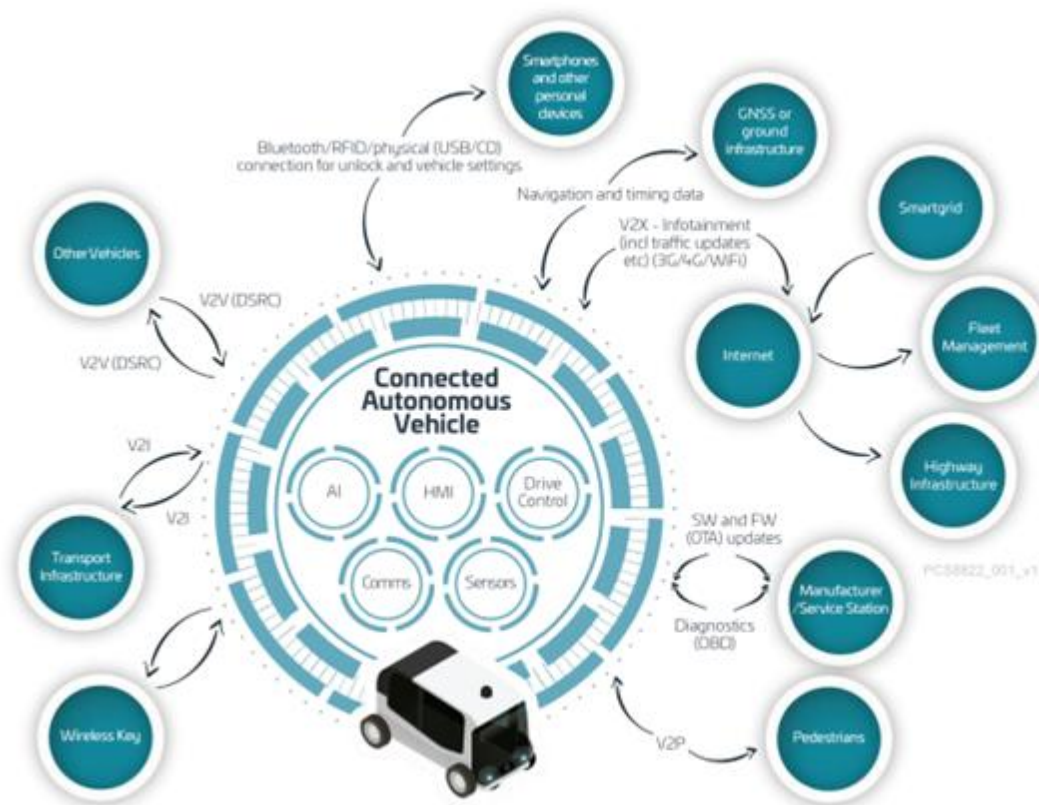 Smartphones
and other
personal
devices
GNSS or
ground
infrastructure
Bluetooth/RFID/physical (USB/CD)
connection for unlock and vehicle settings
Navigation and timing data
Smartgrid
V2X - Infotainment
(incl traffic updates
etc) (3G/4G/WiFi)
Other Vehicles
V2V (DSRC)
V2V (DSRC)
Internet
Fleet
Management
Connected
Autonomous
Vehicle
V2I
V2I
AI
HMI
Drive
Control
Highway
Infrastructure
Comms
Sensors
SW and FW
(OTA) updates
Transport
Infrastructure
PCS8822_001_v1
Manufacturer
/Service Station
Diagnostics
(OBD)
Wireless Key
V2P
Pedestrians